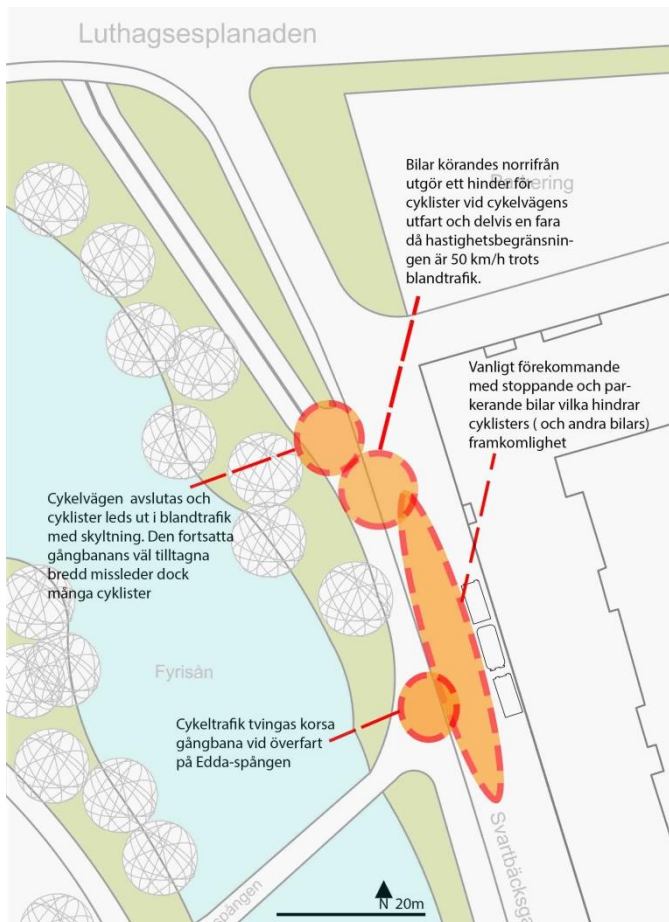 Luthagsesplanaden
Bilar körandes norrifrån
utgör ett hinder för
cyklister vid cykelvägens
utfart och delvis en fara
då hastighetsbegränsnin-
gen är 50 km/h trots
blandtrafik.
Parkering
Vanligt förekommande
med stoppande och par-
kerande bilar vilka hindrar
cyklisters ( och andra bilars)
framkomlighet
Cykelvägen avslutas och
cyklister leds ut i blandtrafik
med skyltning. Den fortsatta
gångbanans väl tilltagna
bredd missleder dock
många cyklister
Fyrisån
Cykeltrafik tvingas korsa
gångbana vid överfart
på Edda-spången
Svartbäcksga
spången
N 20m